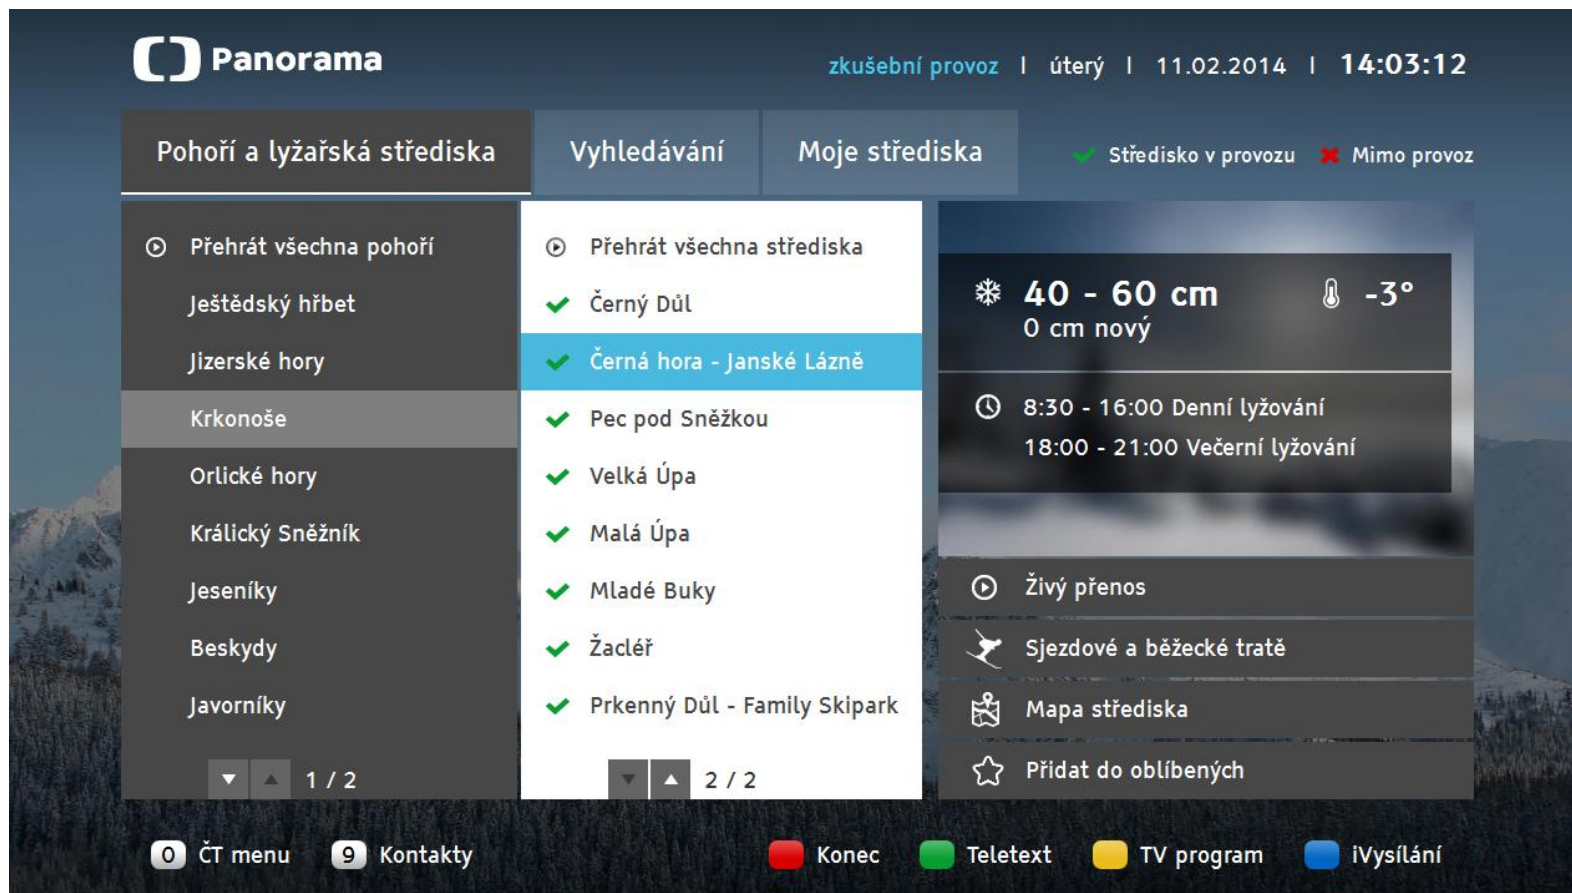 Panorama
zkušební provoz | úterý | 11.02.2014 | 14:03:12
Pohoří a lyžařská střediska
Vyhledávání
Moje střediska
Středisko v provozu
Mimo provoz
Přehrát všechna pohoří
Ještědský hřbet
Jizerské hory
Krkonoše
Orlické hory
Králický Sněžník
Jeseníky
Beskydy
Javorníky
1 / 2
Přehrát všechna střediska
Černý Důl
Černá hora - Janské Lázně
Pec pod Sněžkou
Velká Úpa
Malá Úpa
Mladé Buky
Žacléř
Prkenný Důl - Family Skipark
2 / 2
40 - 60 cm
0 cm nový
-3°
8:30 - 16:00 Denní lyžování
18:00 - 21:00 Večerní lyžování
Živý přenos
Sjezdové a běžecké tratě
Mapa střediska
Přidat do oblíbených
0 ČT menu
9 Kontakty
Konec
Teletext
TV program
iVysílání